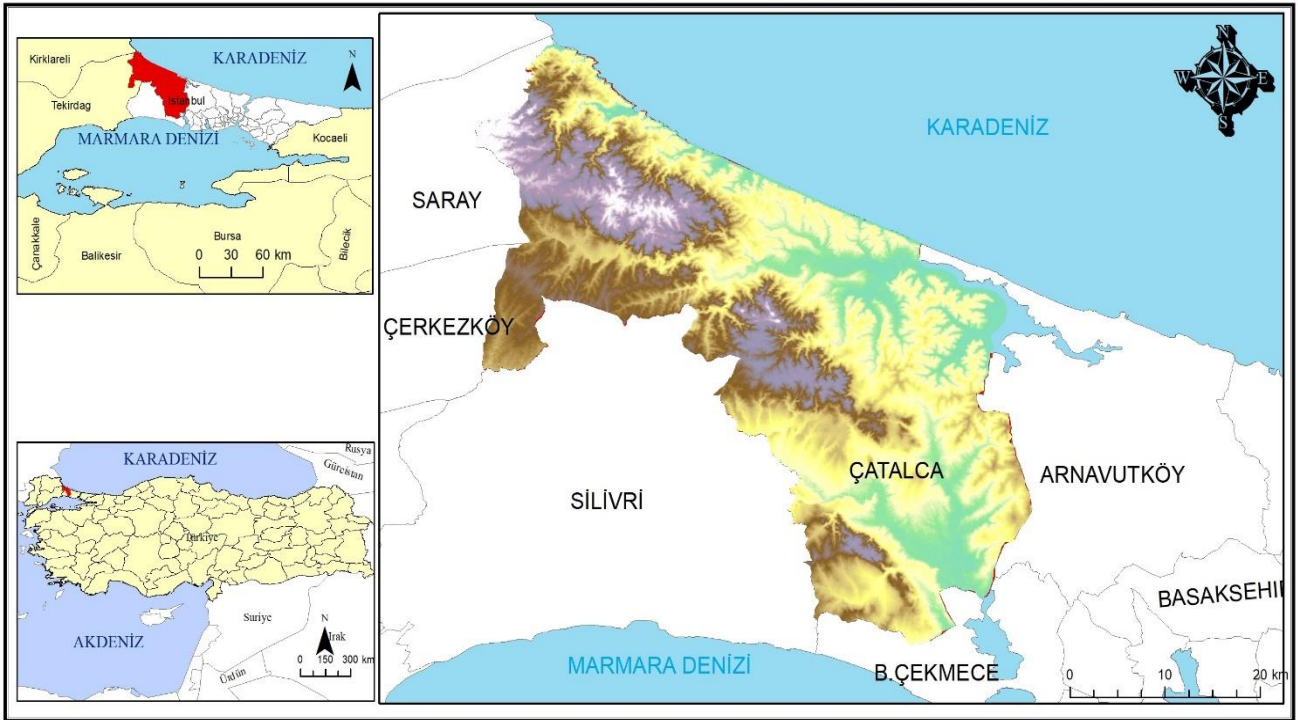 KARADENİZ
Kirklareli
N
Tekirdag
İstanbul
Kocaeli
MARMARA DENİZİ
Çanakkale
Balikesir
Bursa
Bilecik
0 30 60 km
KARADENİZ
Rusya
Gürcistan
Türkiye
Suriye
Irak
Ürdün
AKDENİZ
N
0 150 300 km
N
W E
S
KARADENİZ
SARAY
ÇERKEZKÖY
SİLİVRİ
ÇATALCA
ARNAVUTKÖY
BASAKSEHI
MARMARA DENİZİ
B.ÇEKMECE
0 10 20 km